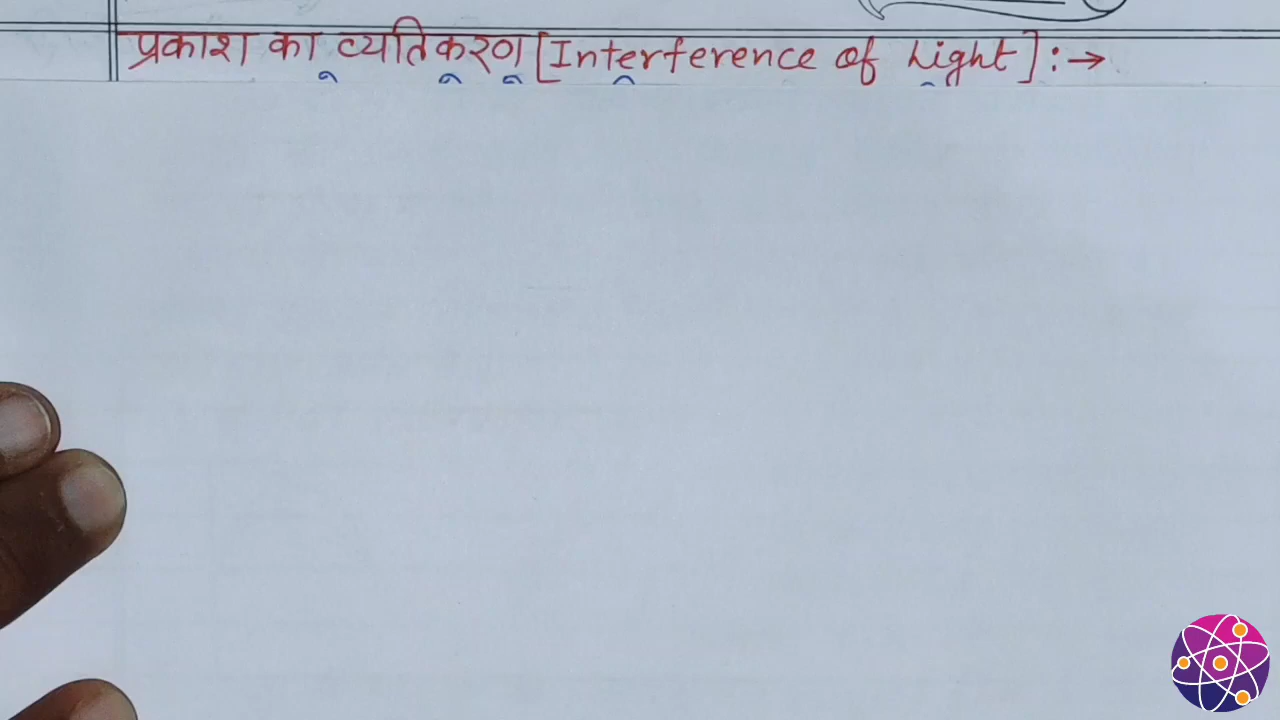 प्रकाश का व्यतिकरण [Interference of Light] :→